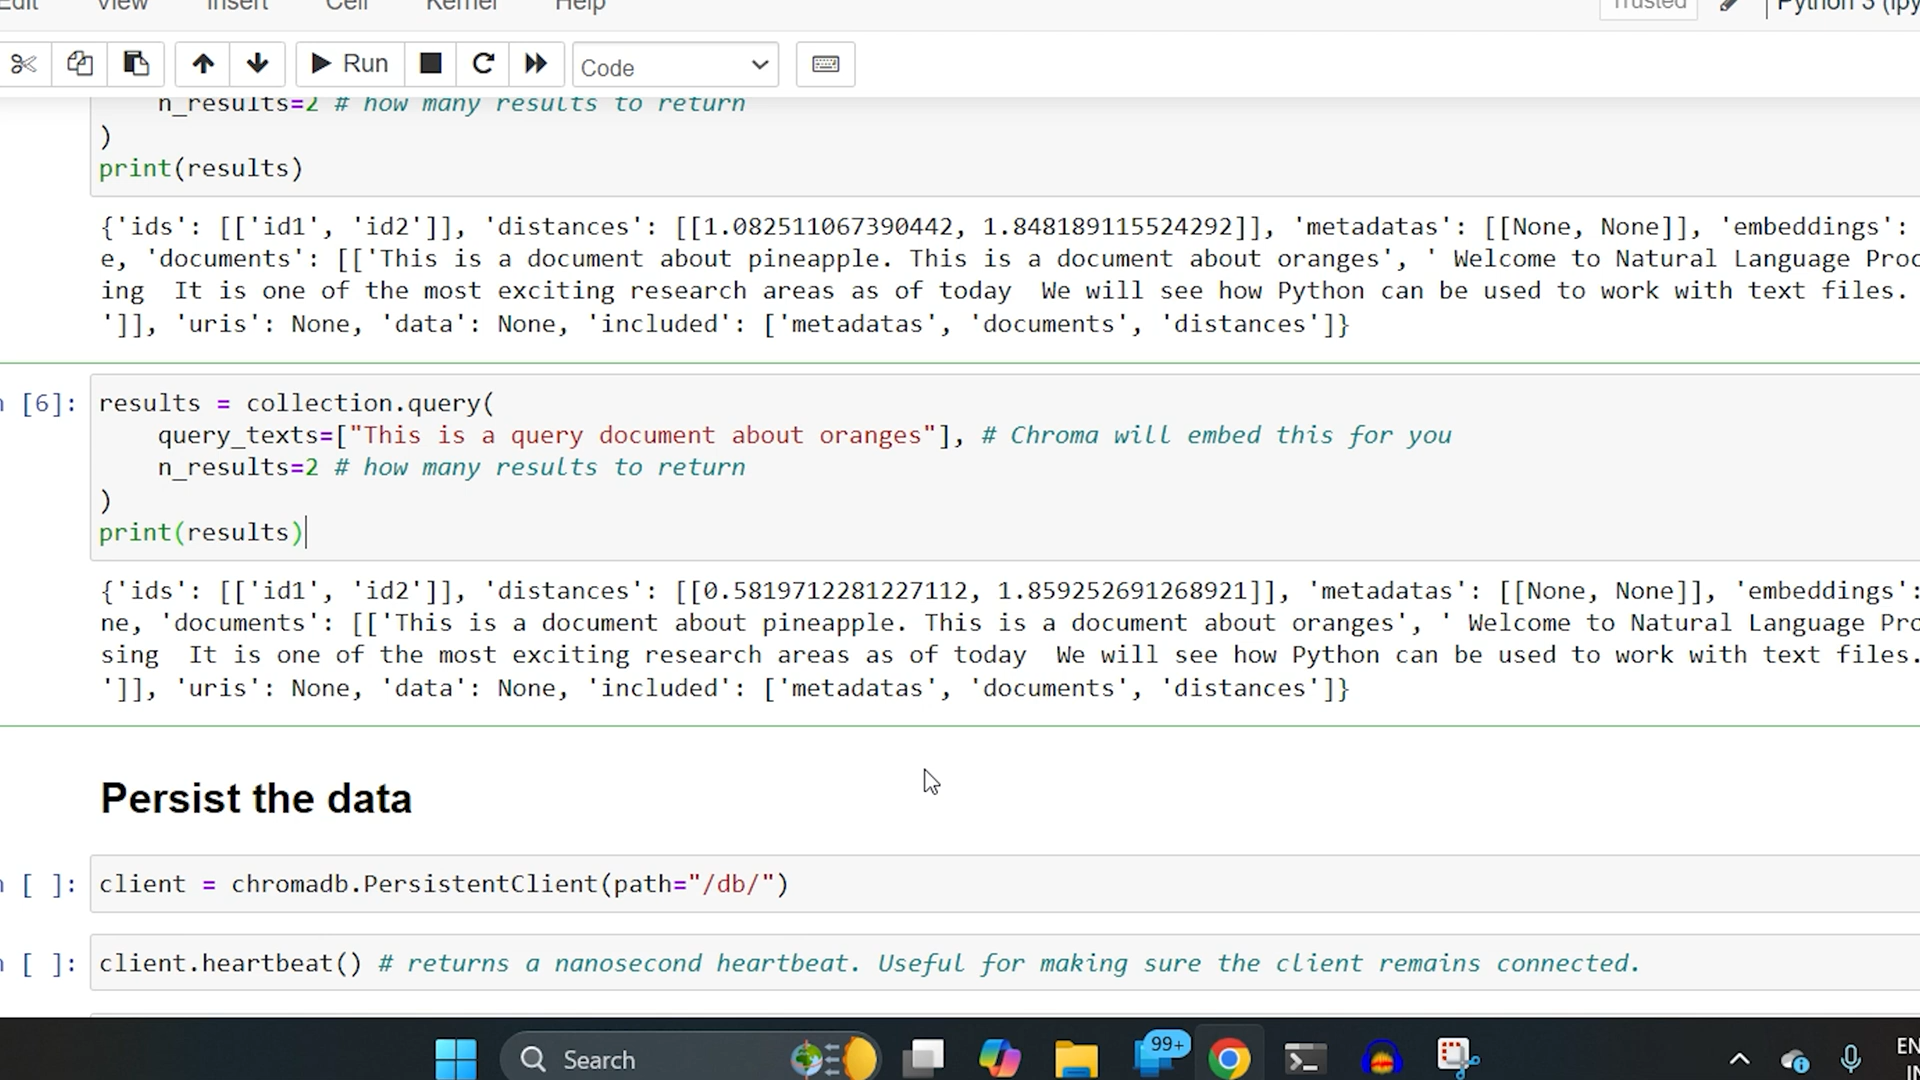 Edit View Insert Cell Kernel Help Trusted Python 3 (ipy
Run Code
n_results=2 # how many results to return
)
print(results)
{'ids': [['id1', 'id2']], 'distances': [[1.082511067390442, 1.848189115524292]], 'metadatas': [[None, None]], 'embeddings':
e, 'documents': [['This is a document about pineapple. This is a document about oranges', ' Welcome to Natural Language Proc
ing  It is one of the most exciting research areas as of today  We will see how Python can be used to work with text files.
']], 'uris': None, 'data': None, 'included': ['metadatas', 'documents', 'distances']}
n [6]: results = collection.query(
query_texts=["This is a query document about oranges"], # Chroma will embed this for you
n_results=2 # how many results to return
)
print(results)
{'ids': [['id1', 'id2']], 'distances': [[0.5819712281227112, 1.859252691268921]], 'metadatas': [[None, None]], 'embeddings':
ne, 'documents': [['This is a document about pineapple. This is a document about oranges', ' Welcome to Natural Language Pro
sing  It is one of the most exciting research areas as of today  We will see how Python can be used to work with text files.
']], 'uris': None, 'data': None, 'included': ['metadatas', 'documents', 'distances']}
Persist the data
n [ ]: client = chromadb.PersistentClient(path="/db/")
n [ ]: client.heartbeat() # returns a nanosecond heartbeat. Useful for making sure the client remains connected.
Search 99+ EN
IN